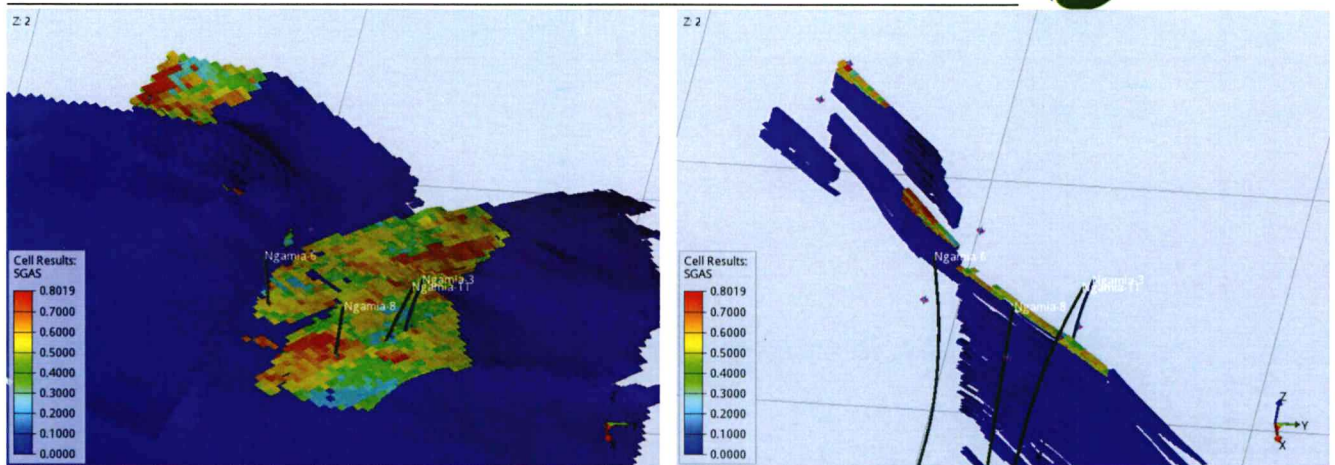 Z: 2
Ngamia-6
Ngamia-3
Ngamia-11
Ngamia-8
Cell Results:
SGAS
0.8019
0.7000
0.6000
0.5000
0.4000
0.3000
0.2000
0.1000
0.0000
Z: 2
Ngamia-6
Ngamia-3
Ngamia-11
Ngamia-8
Cell Results:
SGAS
0.8019
0.7000
0.6000
0.5000
0.4000
0.3000
0.2000
0.1000
0.0000
Z
Y
X